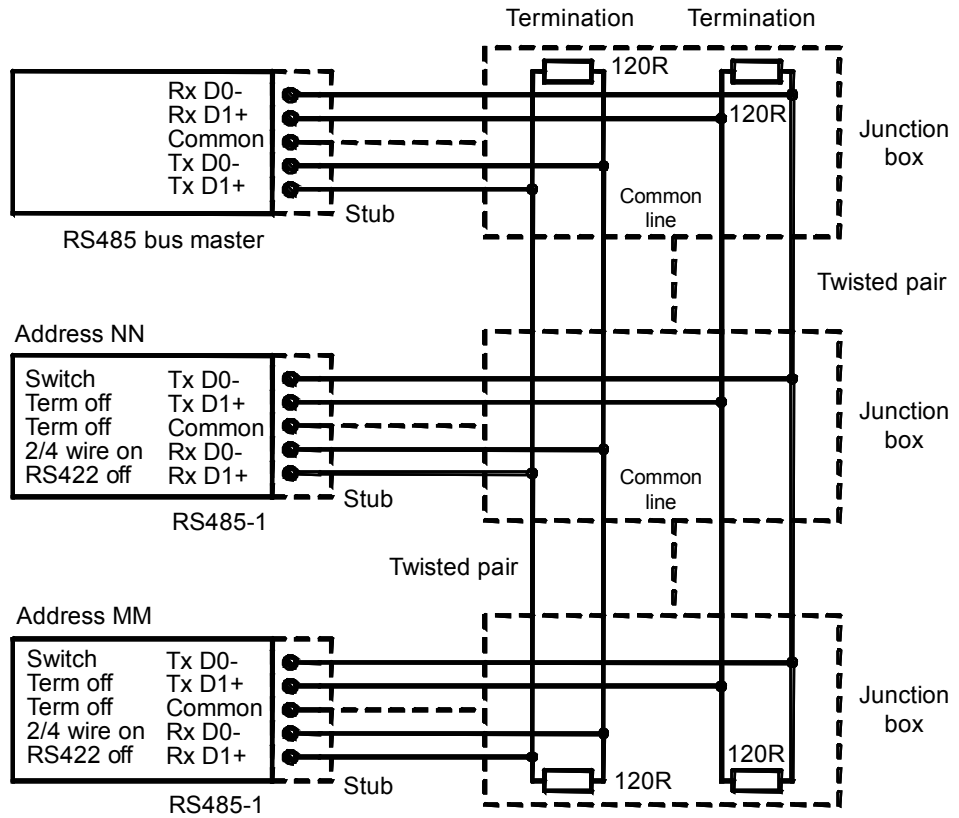 Termination Termination
120R
120R
Rx D0-
Rx D1+
Common
Tx D0-
Tx D1+
Junction
box
Common
line
Stub
RS485 bus master
Twisted pair
Address NN
Switch Tx D0-
Term off Tx D1+
Term off Common
2/4 wire on Rx D0-
RS422 off Rx D1+
Junction
box
Common
line
Stub
RS485-1
Twisted pair
Address MM
Switch Tx D0-
Term off Tx D1+
Term off Common
2/4 wire on Rx D0-
RS422 off Rx D1+
Junction
box
120R
120R
Stub
RS485-1